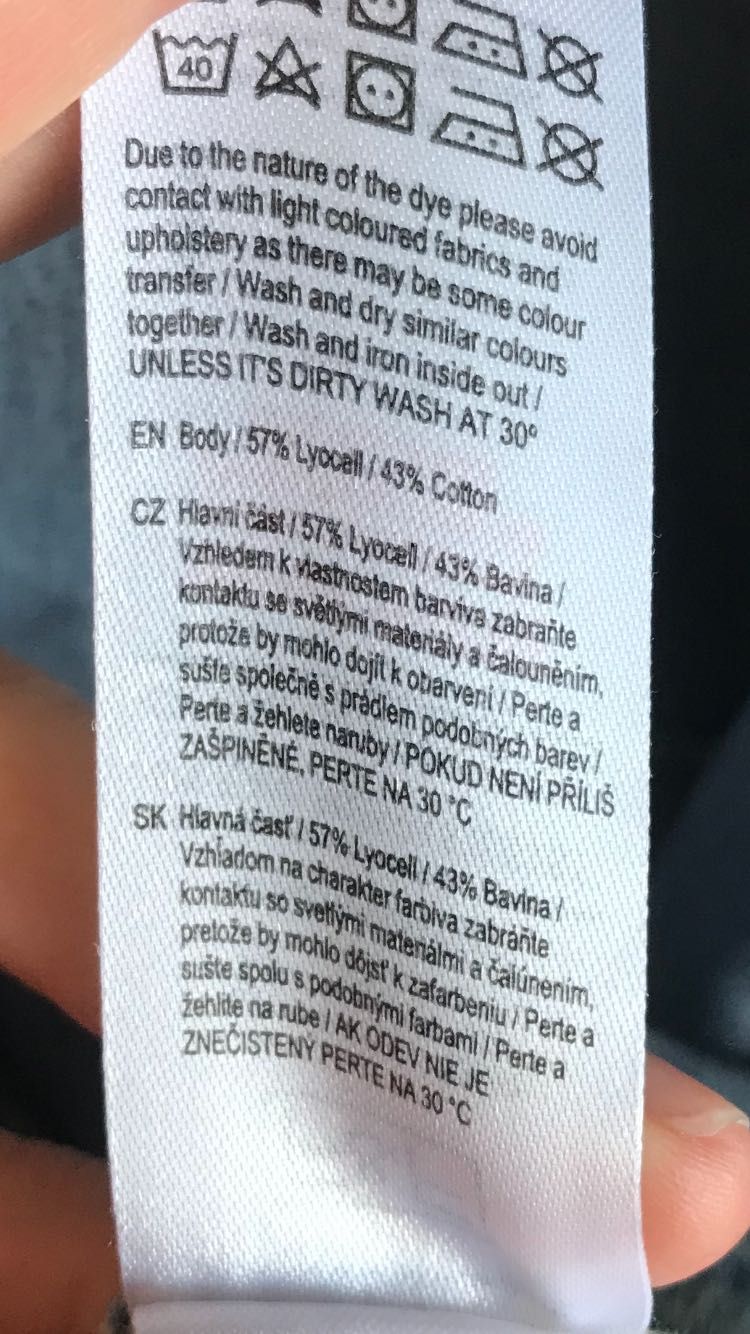 40
Due to the nature of the dye please avoid
contact with light coloured fabrics and
upholstery as there may be some colour
transfer / Wash and dry similar colours
together / Wash and iron inside out /
UNLESS IT'S DIRTY WASH AT 30°
EN Body / 57% Lyocell / 43% Cotton
CZ Hlavní část / 57% Lyocell / 43% Bavlna /
Vzhledem k vlastnostem barviva zabraňte
kontaktu se světlými materiály a čalouněním,
protože by mohlo dojít k obarvení / Perte a
sušte společně s prádlem podobných barev /
Perte a žehlete naruby / POKUD NENÍ PŘÍLIŠ
ZAŠPINĚNÉ, PERTE NA 30 °C
SK Hlavná časť / 57% Lyocell / 43% Bavlna /
Vzhľadom na charakter farbiva zabráňte
kontaktu so svetlými materiálmi a čalúnením,
pretože by mohlo dôjsť k zafarbeniu / Perte a
sušte spolu s podobnými farbami / Perte a
žehlite na rube / AK ODEV NIE JE
ZNEČISTENÝ PERTE NA 30 °C